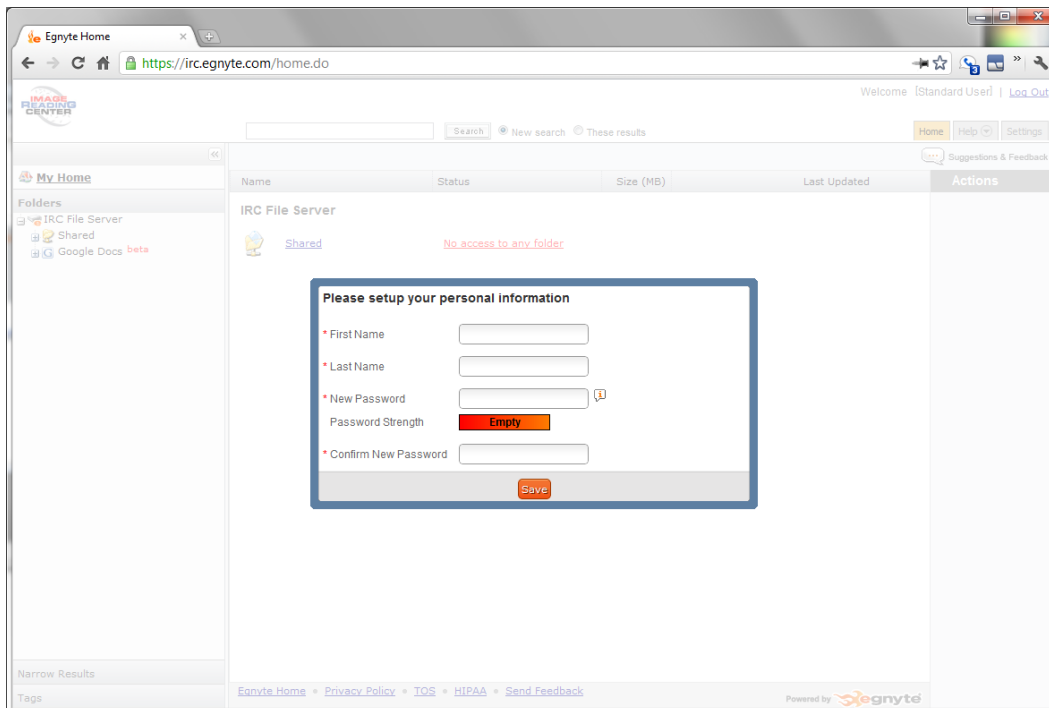 Egnyte Home
https://irc.egnyte.com/home.do
IMAGE
READING
CENTER
Welcome [Standard User] | Log Out
Search New search These results
Home Help Settings
Suggestions & Feedback
My Home
Name Status Size (MB) Last Updated Actions
Folders
IRC File Server
Shared
Google Docs beta
IRC File Server
Shared No access to any folder
Please setup your personal information
* First Name
* Last Name
* New Password
Password Strength Empty
* Confirm New Password
Save
Narrow Results
Tags
Egnyte Home • Privacy Policy • TOS • HIPAA • Send Feedback
Powered by egnyte